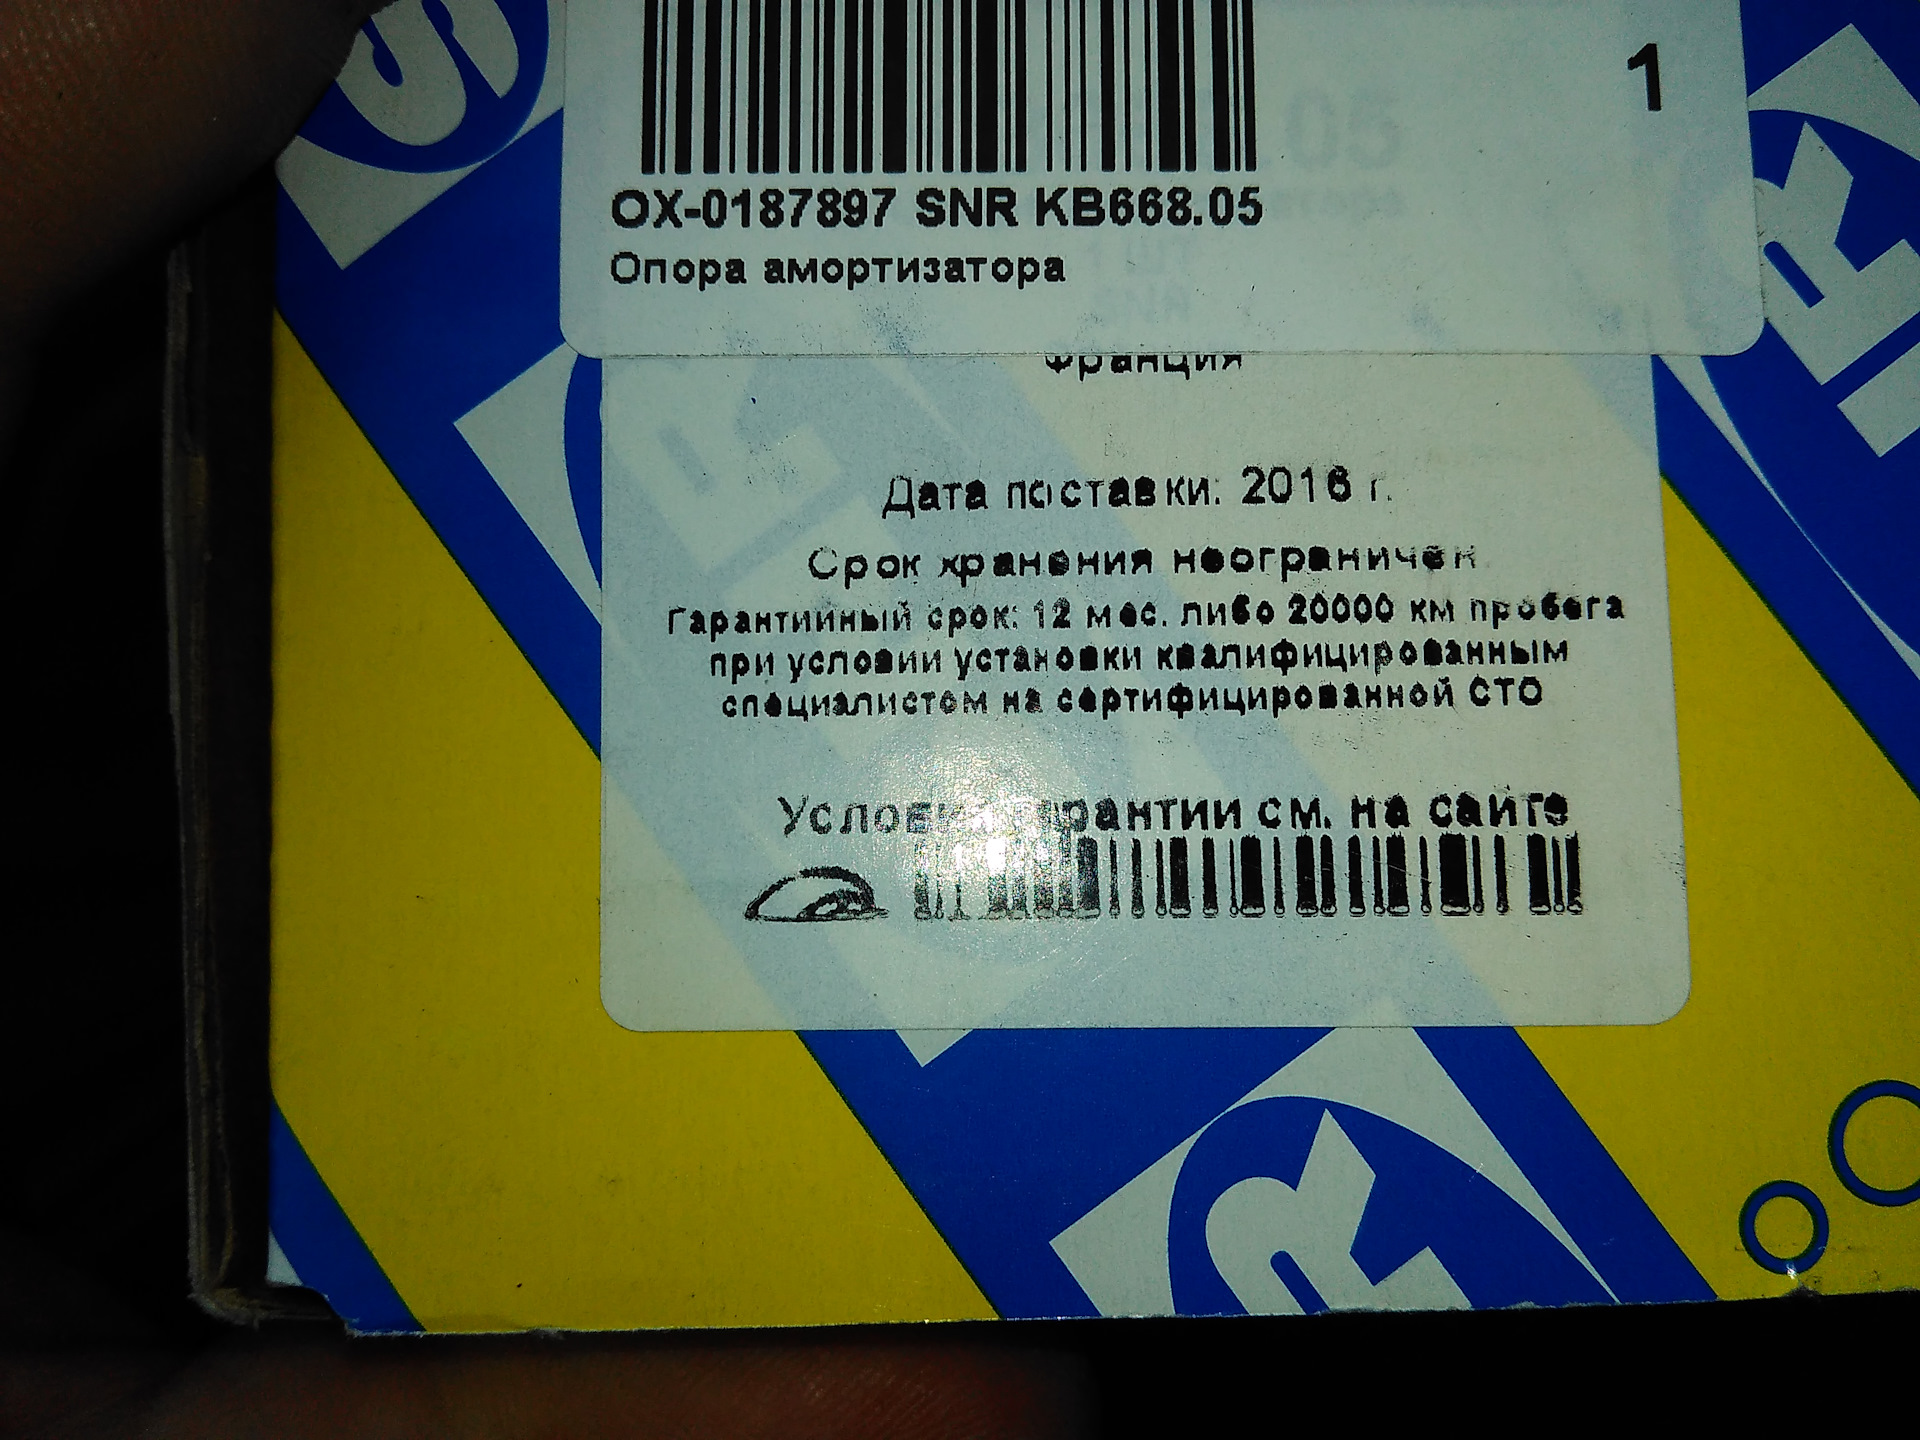 1
OX-0187897 SNR KB668.05
Опора амортизатора
Франция
Дата поставки: 2016 г.
Срок хранения неограничен
Гарантийный срок: 12 мес. либо 20000 км пробега
при условии установки квалифицированным
специалистом на сертифицированной СТО
Условия гарантии см. на сайте